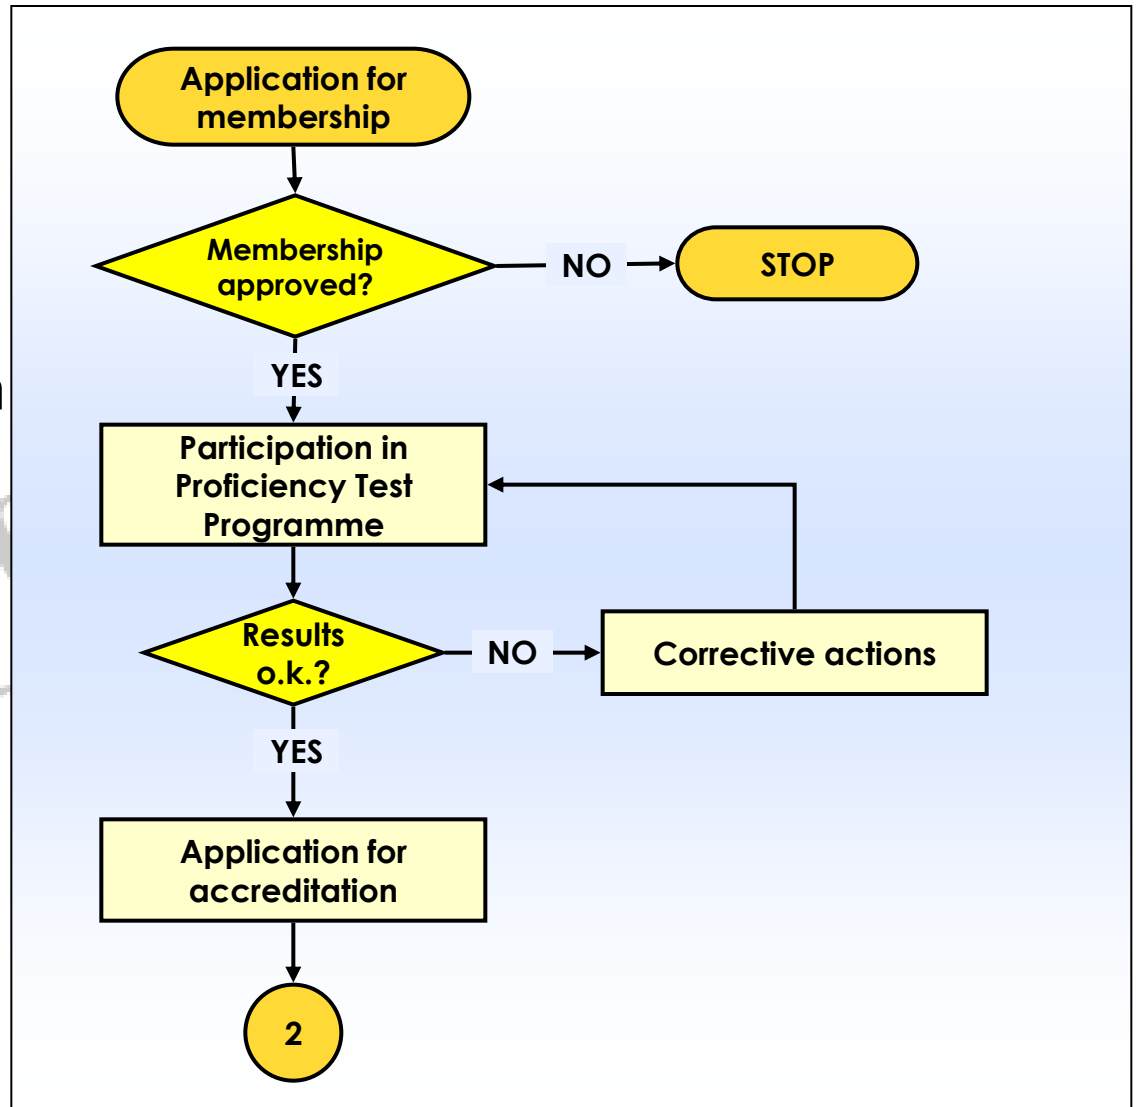 Application for
membership
Membership
approved?
NO
STOP
YES
Participation in
Proficiency Test
Programme
Results
o.k.?
NO
Corrective actions
YES
Application for
accreditation
2